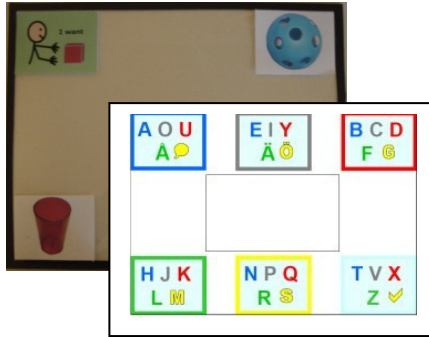 I want
A O U
Å
E I Y
Ä Ö
B C D
F G
H J K
L M
N P Q
R S
T V X
Z